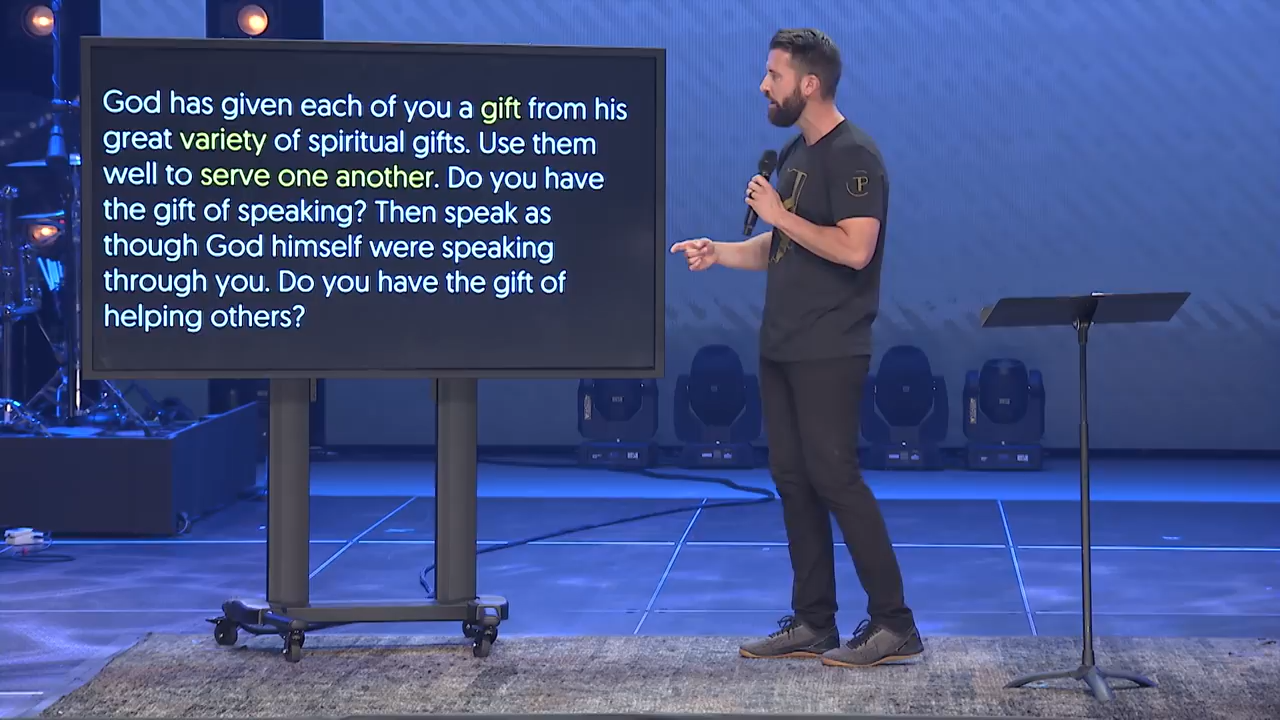 God has given each of you a gift from his
great variety of spiritual gifts. Use them
well to serve one another. Do you have
the gift of speaking? Then speak as
though God himself were speaking
through you. Do you have the gift of
helping others?
TP